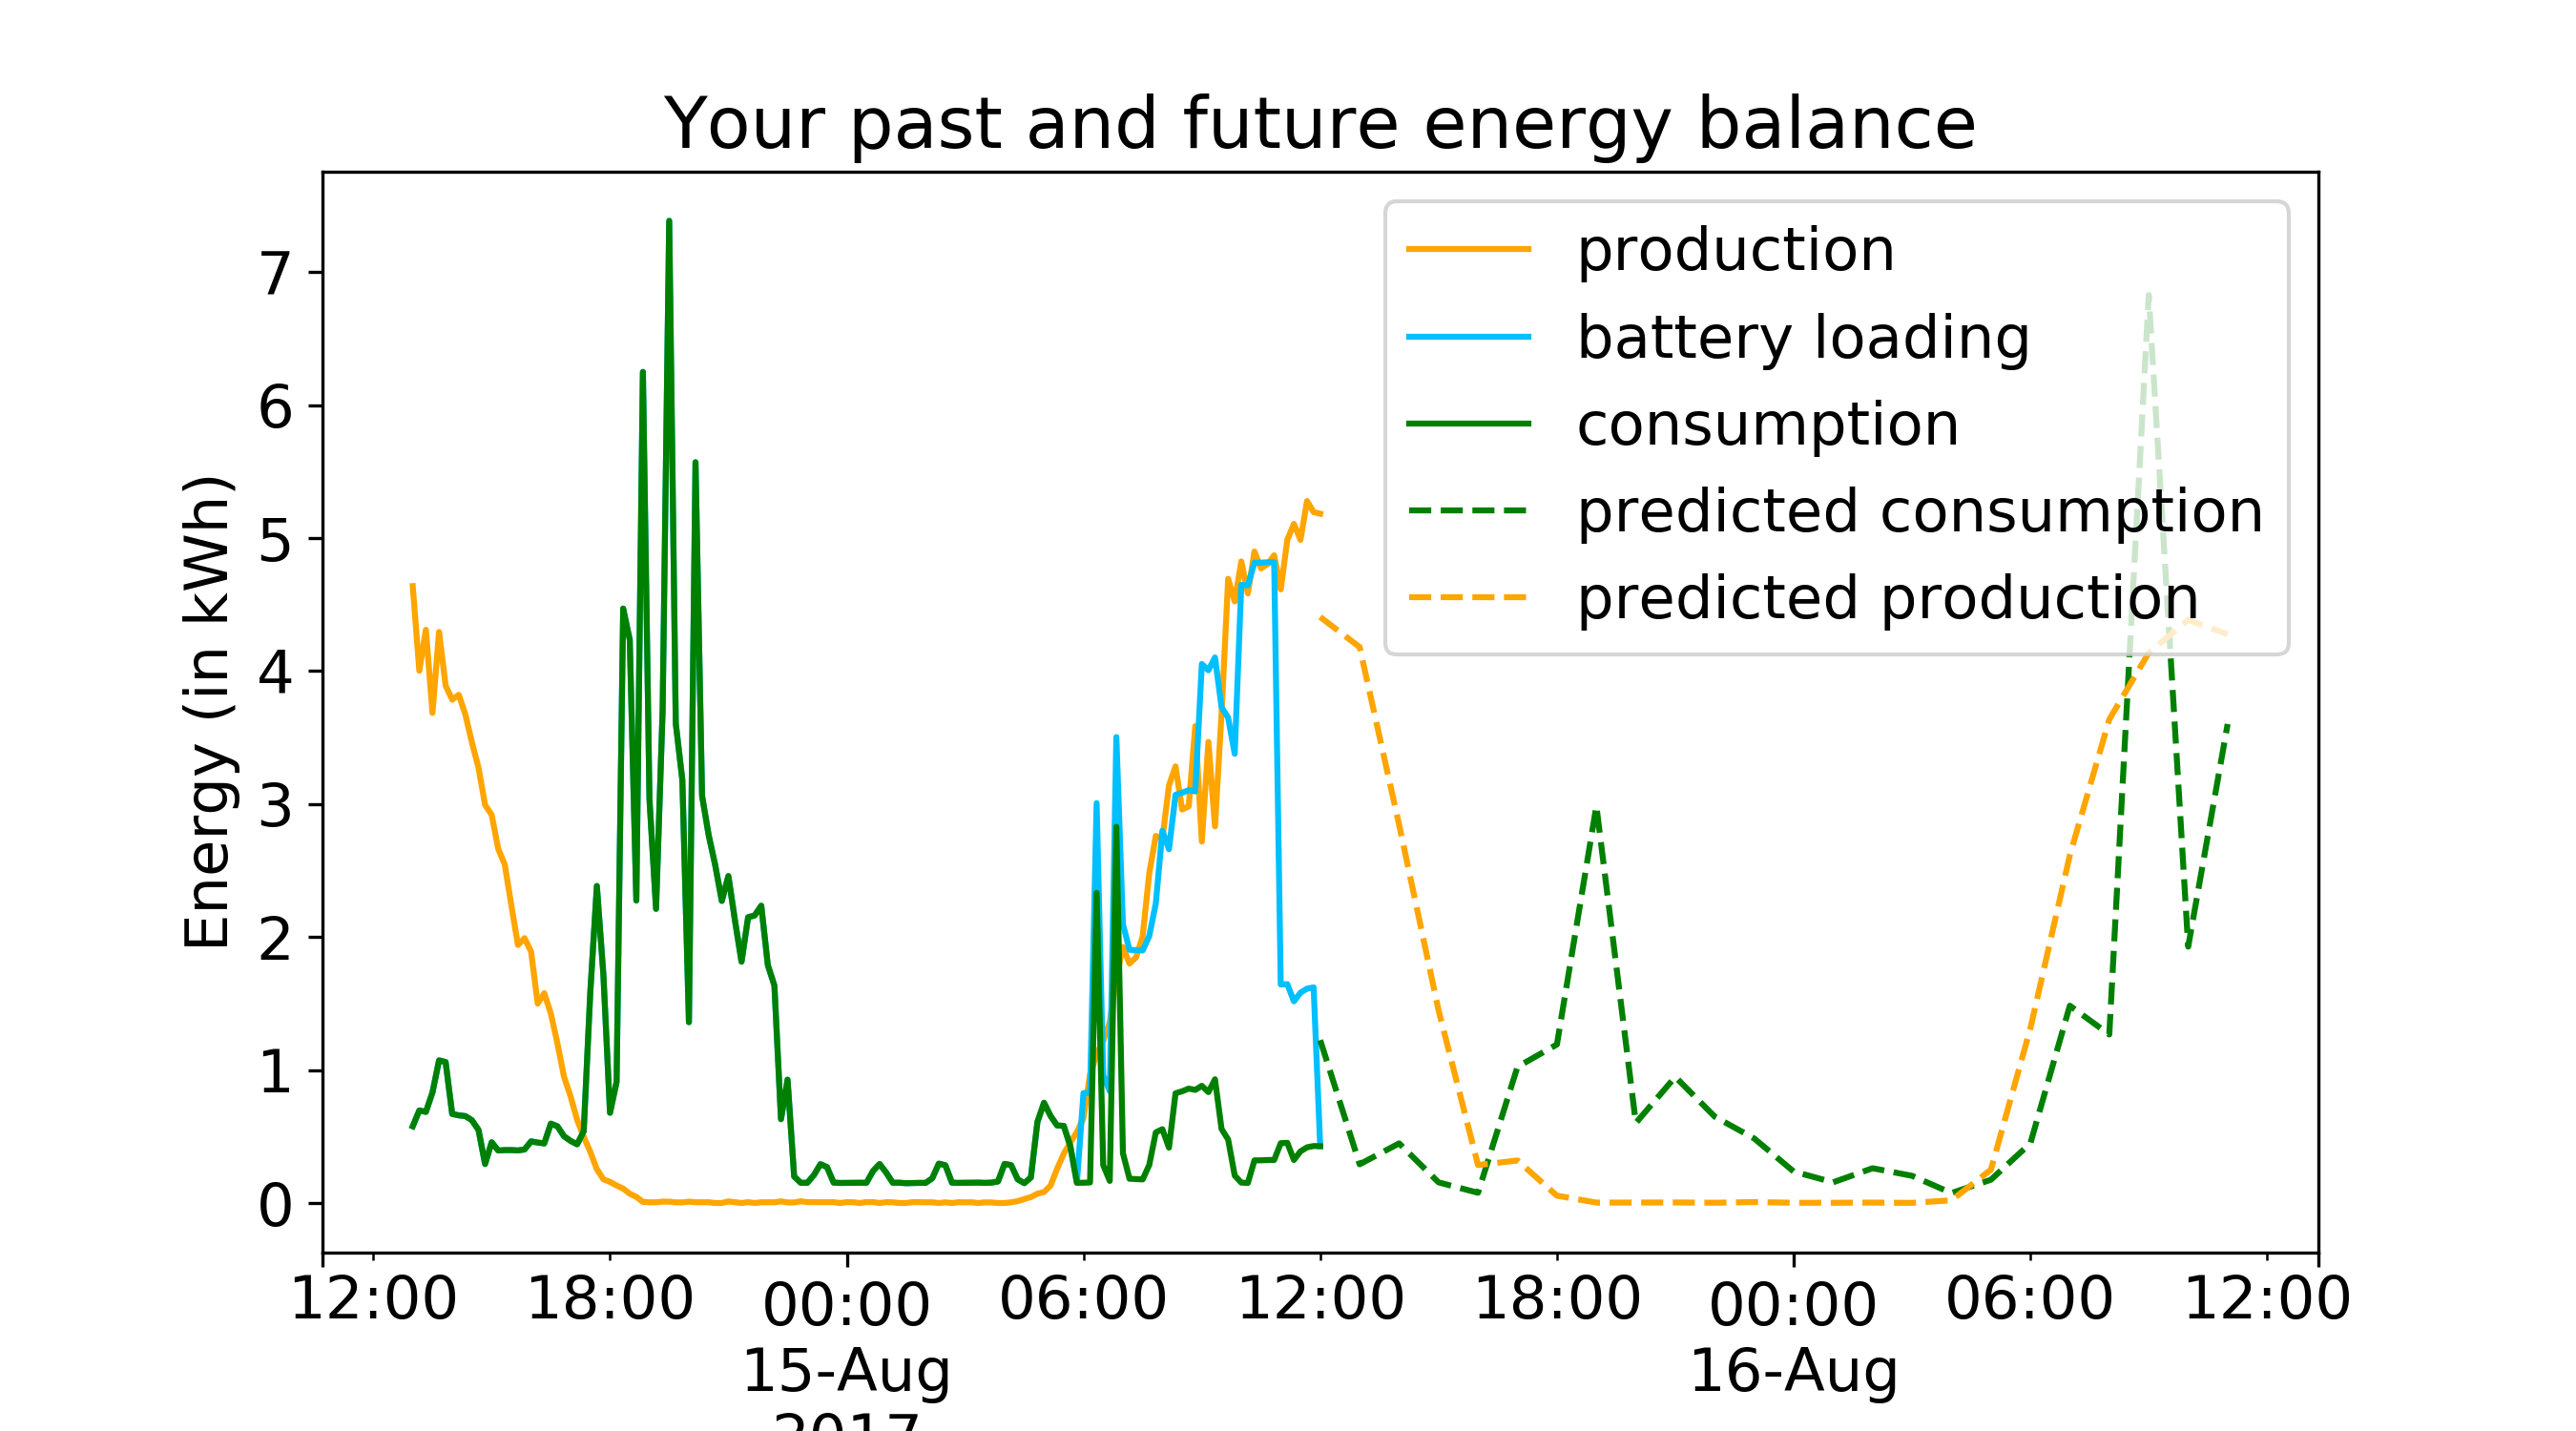 Your past and future energy balance
Energy (in kWh)
7
6
5
4
3
2
1
0
production
battery loading
consumption
predicted consumption
predicted production
12:00 18:00 00:00 06:00 12:00 18:00 00:00 06:00 12:00
15-Aug 16-Aug
2017